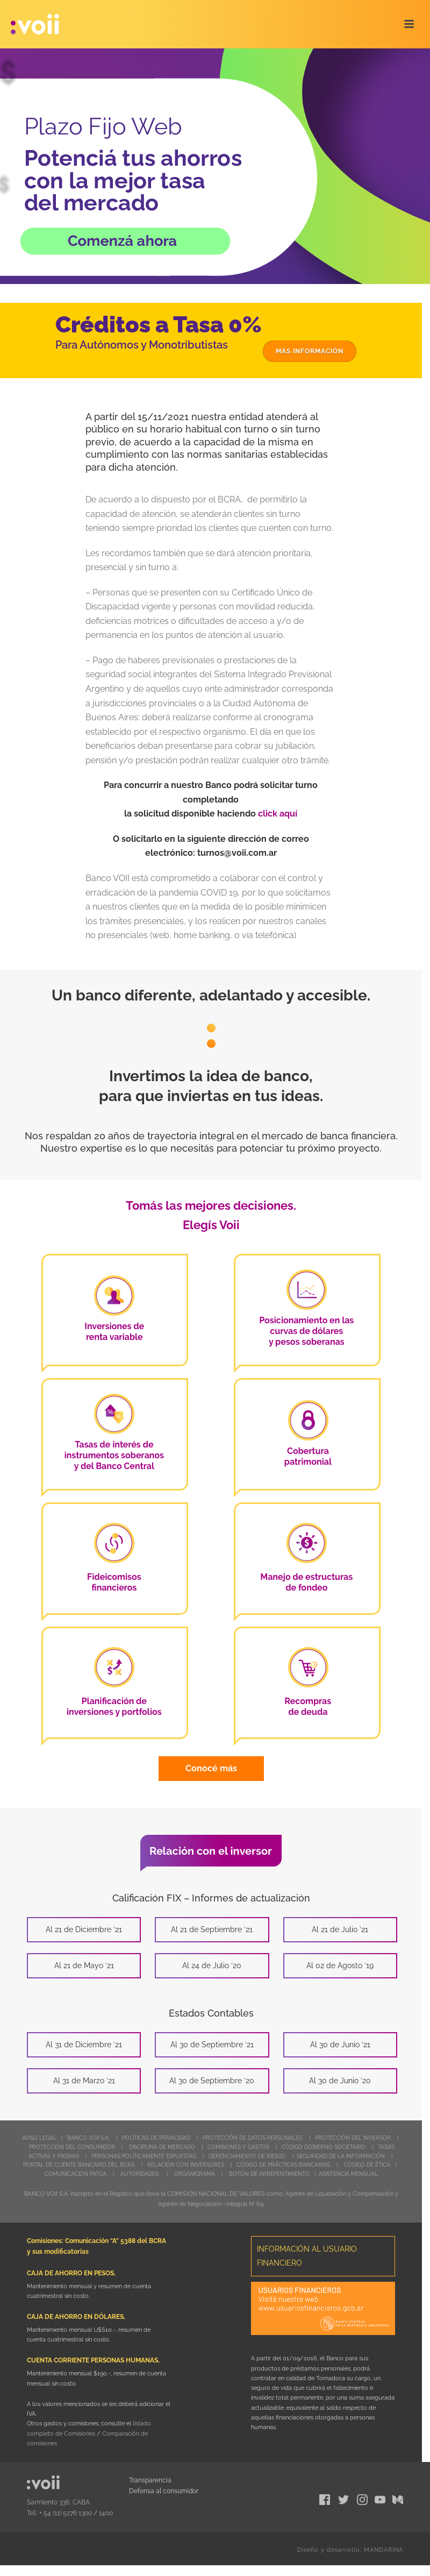 :voii
Plazo Fijo Web
Potenciá tus ahorros
con la mejor tasa
del mercado
Comenzá ahora
Créditos a Tasa 0%
Para Autónomos y Monotributistas
MÁS INFORMACIÓN
A partir del 15/11/2021 nuestra entidad atenderá al
público en su horario habitual con turno o sin turno
previo, de acuerdo a la capacidad de la misma en
cumplimiento con las normas sanitarias establecidas
para dicha atención.
De acuerdo a lo dispuesto por el BCRA, de permitirlo la
capacidad de atención, se atenderán clientes sin turno
teniendo siempre prioridad los clientes que cuenten con turno.
Les recordamos también que se dará atención prioritaria,
presencial y sin turno a:
– Personas que se presenten con su Certificado Único de
Discapacidad vigente y personas con movilidad reducida,
deficiencias motrices o dificultades de acceso a y/o de
permanencia en los puntos de atención al usuario.
– Pago de haberes previsionales o prestaciones de la
seguridad social integrantes del Sistema Integrado Previsional
Argentino y de aquellos cuyo ente administrador corresponda
a jurisdicciones provinciales o a la Ciudad Autónoma de
Buenos Aires: deberá realizarse conforme al cronograma
establecido por el respectivo organismo. El día en que los
beneficiarios deban presentarse para cobrar su jubilación,
pensión y/o prestación podrán realizar cualquier otro trámite.
Para concurrir a nuestro Banco podrá solicitar turno
completando
la solicitud disponible haciendo click aquí
O solicitarlo en la siguiente dirección de correo
electrónico: turnos@voii.com.ar
Banco VOII está comprometido a colaborar con el control y
erradicación de la pandemia COVID 19, por lo que solicitamos
a nuestros clientes que en la medida de lo posible minimicen
los trámites presenciales, y los realicen por nuestros canales
no presenciales (web, home banking, o vía telefónica)
Un banco diferente, adelantado y accesible.
Invertimos la idea de banco,
para que inviertas en tus ideas.
Nos respaldan 20 años de trayectoria integral en el mercado de banca financiera.
Nuestro expertise es lo que necesitás para potenciar tu próximo proyecto.
Tomás las mejores decisiones.
Elegís Voii
Inversiones de
renta variable
Posicionamiento en las
curvas de dólares
y pesos soberanas
Tasas de interés de
instrumentos soberanos
y del Banco Central
Cobertura
patrimonial
Fideicomisos
financieros
Manejo de estructuras
de fondeo
Planificación de
inversiones y portfolios
Recompras
de deuda
Conocé más
Relación con el inversor
Calificación FIX – Informes de actualización
Al 21 de Diciembre '21
Al 21 de Septiembre '21
Al 21 de Julio '21
Al 21 de Mayo '21
Al 24 de Julio '20
Al 02 de Agosto '19
Estados Contables
Al 31 de Diciembre '21
Al 30 de Septiembre '21
Al 30 de Junio '21
Al 31 de Marzo '21
Al 30 de Septiembre '20
Al 30 de Junio '20
AVISO LEGAL | BANCO VOII S.A. | POLÍTICAS DE PRIVACIDAD | PROTECCIÓN DE DATOS PERSONALES | PROTECCIÓN DEL INVERSOR |
PROTECCIÓN DEL CONSUMIDOR | DISCIPLINA DE MERCADO | COMISIONES Y GASTOS | CÓDIGO GOBIERNO SOCIETARIO | TASAS
ACTIVAS Y PASIVAS | PERSONAS POLÍTICAMENTE EXPUESTAS | GERENCIAMIENTO DE RIESGO | SEGURIDAD DE LA INFORMACIÓN |
PORTAL DE CLIENTE BANCARIO DEL BCRA | RELACIÓN CON INVERSORES | CÓDIGO DE PRÁCTICAS BANCARIAS | CÓDIGO DE ÉTICA |
COMUNICACIÓN FATCA | AUTORIDADES | ORGANIGRAMA | BOTÓN DE ARREPENTIMIENTO | ASISTENCIA MENSUAL
BANCO VOII S.A. inscripto en el Registro que lleva la COMISION NACIONAL DE VALORES como: Agente de Liquidación y Compensación y
Agente de Negociación -integral N° 69
Comisiones: Comunicación "A" 5388 del BCRA
y sus modificatorias
CAJA DE AHORRO EN PESOS.
Mantenimiento mensual y resumen de cuenta
cuatrimestral sin costo.
CAJA DE AHORRO EN DÓLARES.
Mantenimiento mensual U$S10.-, resumen de
cuenta cuatrimestral sin costo.
CUENTA CORRIENTE PERSONAS HUMANAS.
Mantenimiento mensual $190.-, resumen de cuenta
mensual sin costo.
A los valores mencionados se les deberá adicionar el
IVA.
Otros gastos y comisiones, consulte el listado
completo de Comisiones / Comparación de
comisiones
INFORMACIÓN AL USUARIO
FINANCIERO
USUARIOS FINANCIEROS
Visitá nuestra web
www.usuariosfinancieros.gob.ar
BANCO CENTRAL
DE LA REPÚBLICA ARGENTINA
A partir del 01/09/2016, el Banco para sus
productos de préstamos personales, podrá
contratar en calidad de Tomadora su cargo, un
seguro de vida que cubrirá el fallecimiento e
invalidez total permanente, por una suma asegurada
actualizable, equivalente al saldo respecto de
aquellas financiaciones otorgadas a personas
humanas.
:voii
Sarmiento 336, CABA
Tel.: + 54 (11) 5276 1300 / 1400
Transparencia
Defensa al consumidor
Diseño y desarrollo: MANDARINA